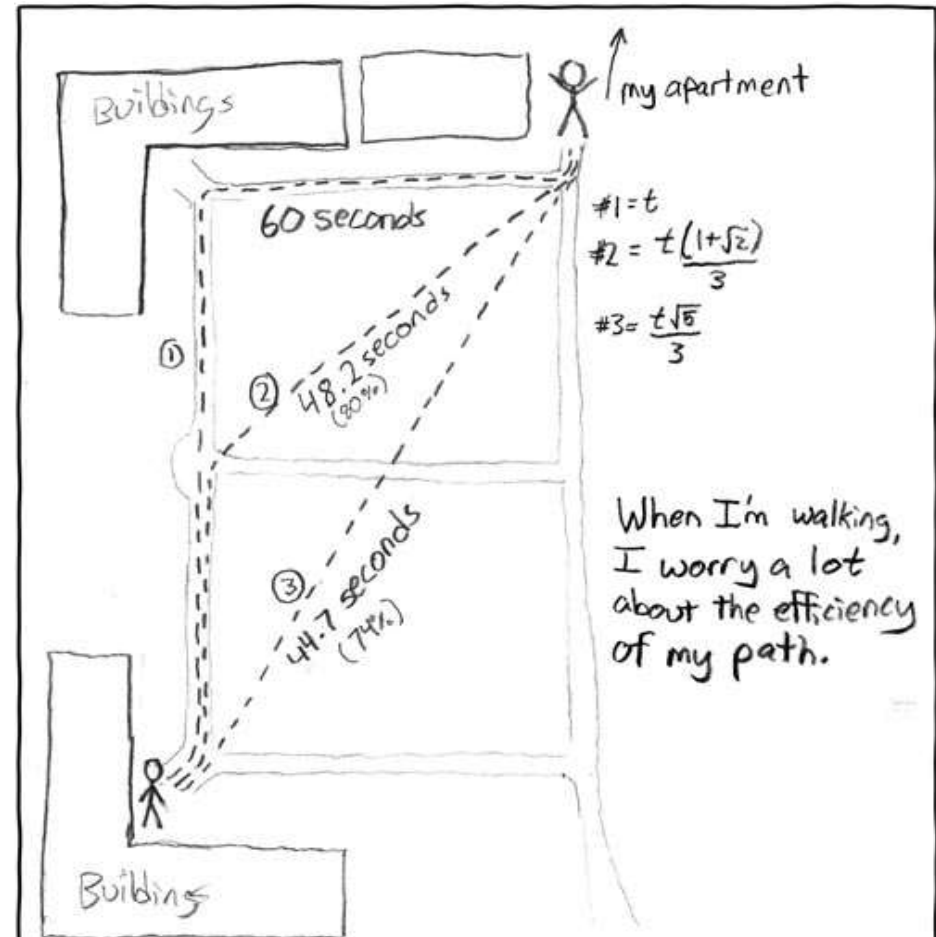 Buildings
my apartment
60 seconds
#1 = t
#2 = t(1+√2)/3
#3 = t√5/3
①
②
48.2 seconds
(80%)
③
44.7 seconds
(74%)
When I'm walking,
I worry a lot
about the efficiency
of my path.
Buildings